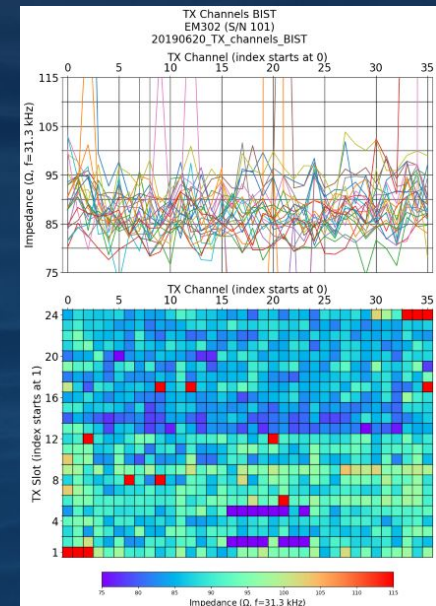 TX Channels BIST
EM302 (S/N 101)
20190620_TX_channels_BIST
TX Channel (index starts at 0)
0 5 10 15 20 25 30 35
115
105
95
85
75
Impedance (Ω, f=31.3 kHz)
TX Channel (index starts at 0)
0 5 10 15 20 25 30 35
24
20
16
12
8
4
1
TX Slot (index starts at 1)
75 80 85 90 95 100 105 110 115
Impedance (Ω, f=31.3 kHz)